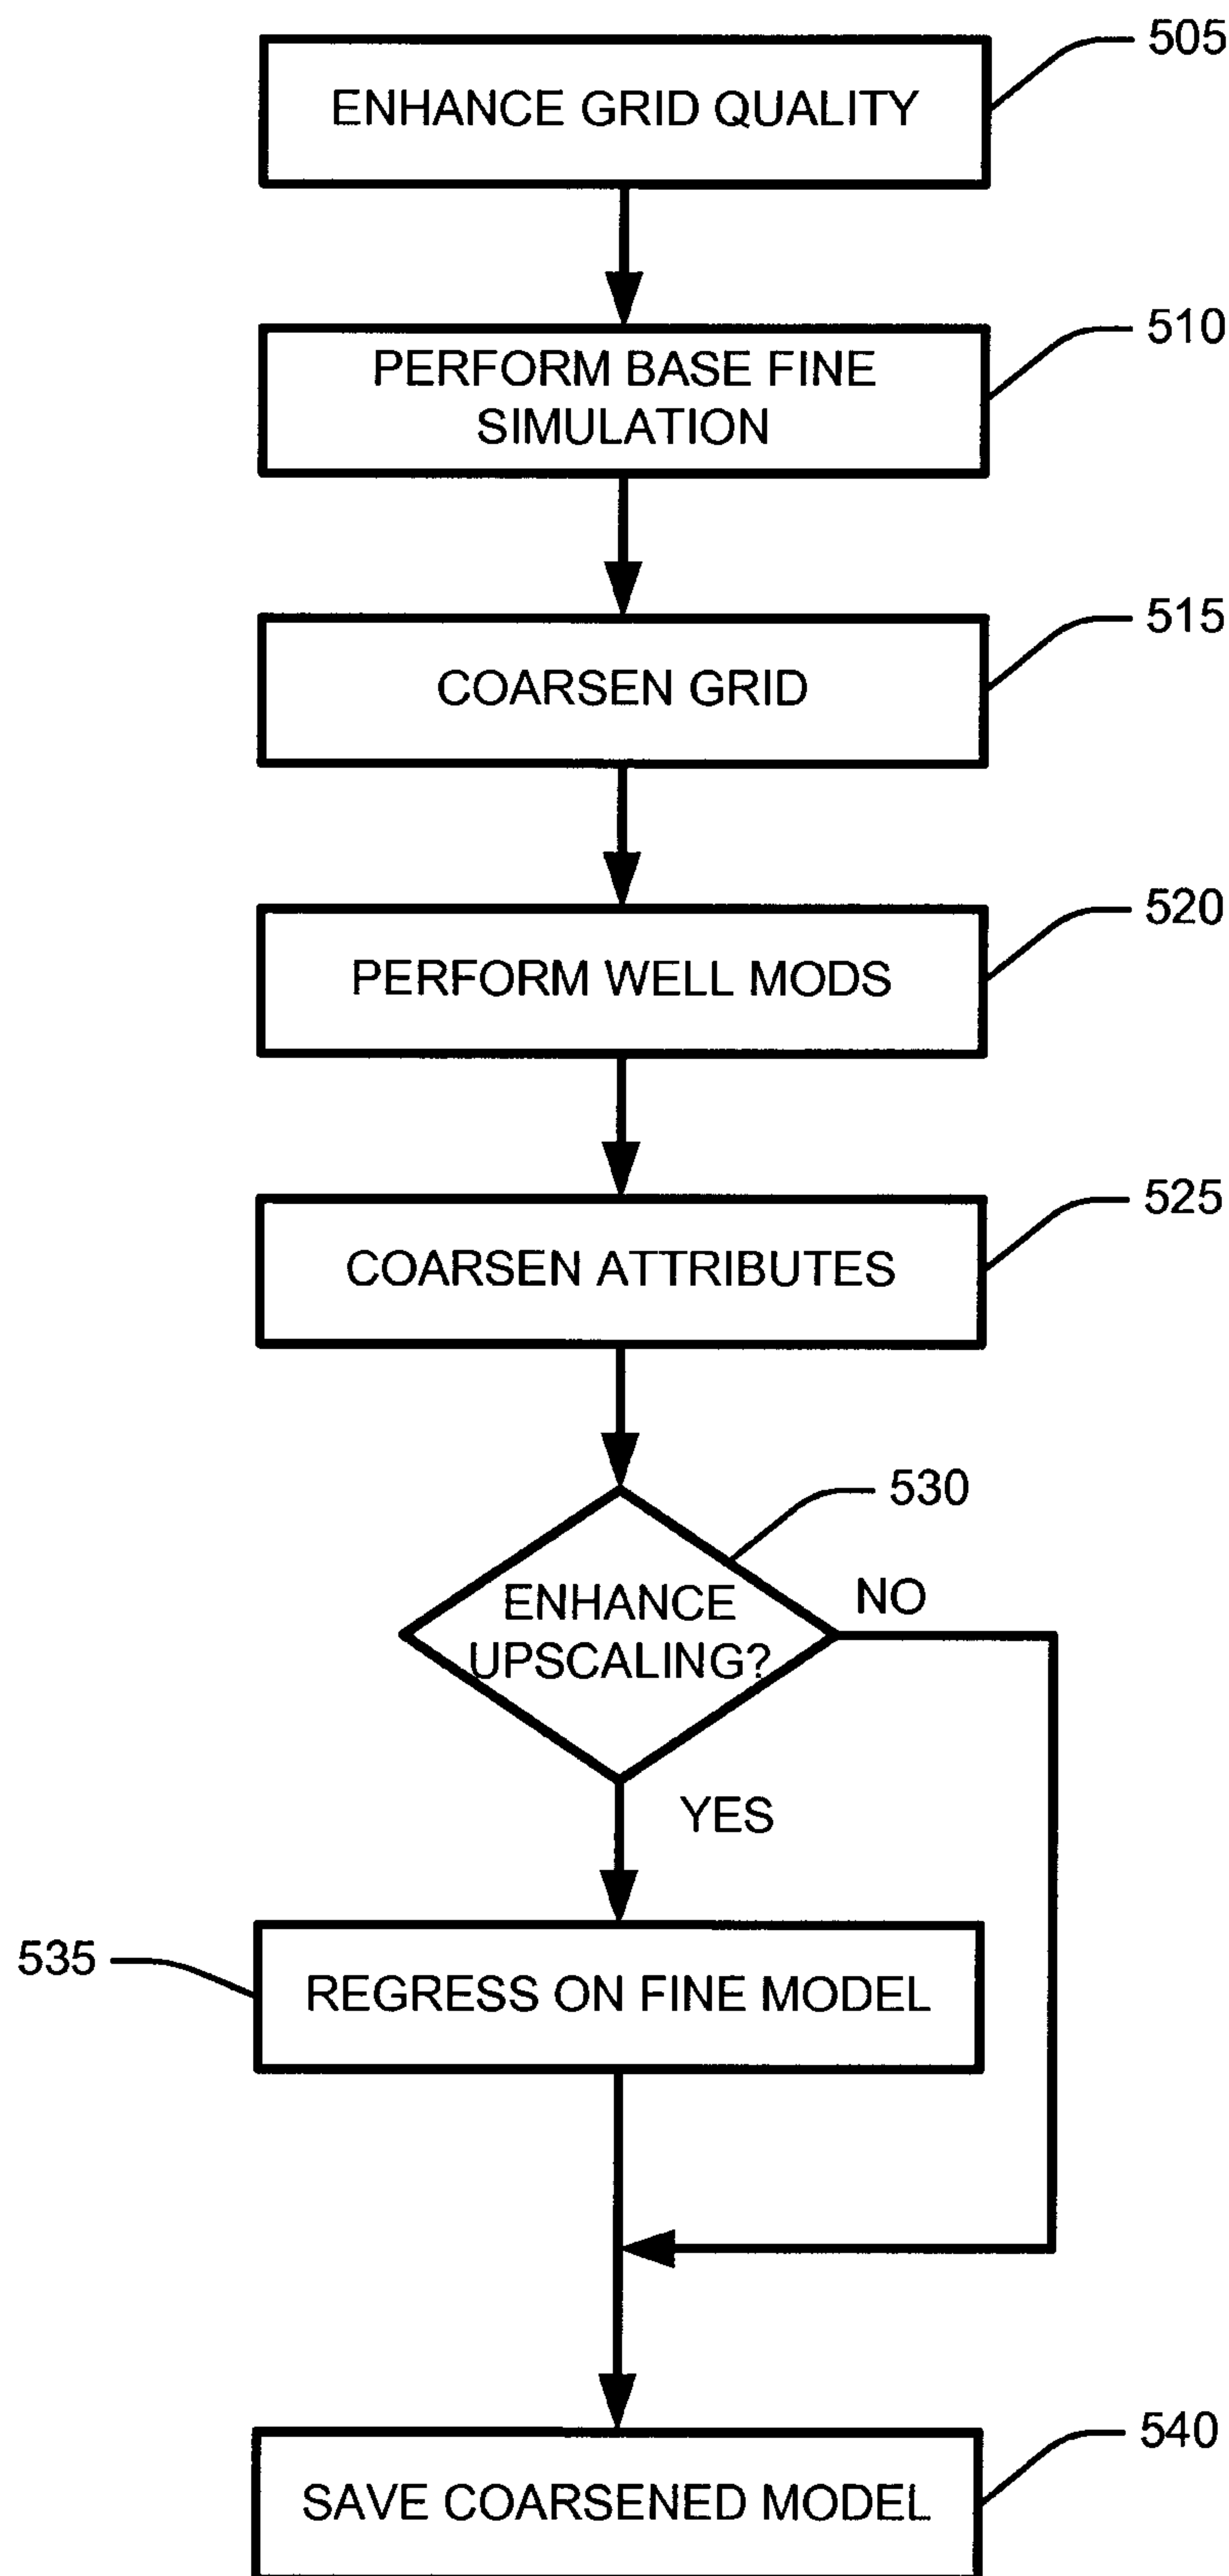 505
ENHANCE GRID QUALITY
510
PERFORM BASE FINE
SIMULATION
515
COARSEN GRID
520
PERFORM WELL MODS
525
COARSEN ATTRIBUTES
530
ENHANCE
UPSCALING?
NO
YES
535
REGRESS ON FINE MODEL
540
SAVE COARSENED MODEL